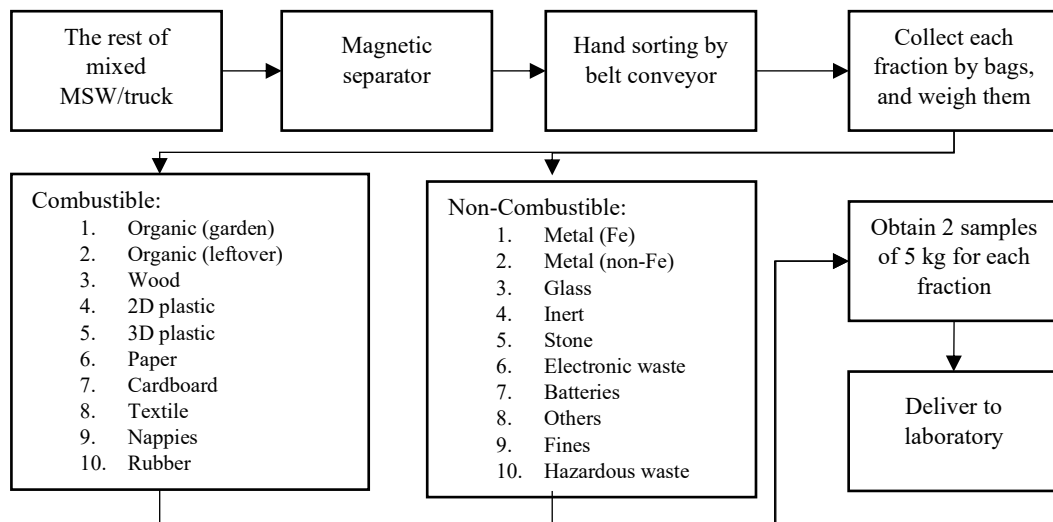 The rest of
mixed
MSW/truck
Magnetic
separator
Hand sorting by
belt conveyor
Collect each
fraction by bags,
and weigh them
Combustible:
1. Organic (garden)
2. Organic (leftover)
3. Wood
4. 2D plastic
5. 3D plastic
6. Paper
7. Cardboard
8. Textile
9. Nappies
10. Rubber
Non-Combustible:
1. Metal (Fe)
2. Metal (non-Fe)
3. Glass
4. Inert
5. Stone
6. Electronic waste
7. Batteries
8. Others
9. Fines
10. Hazardous waste
Obtain 2 samples
of 5 kg for each
fraction
Deliver to
laboratory